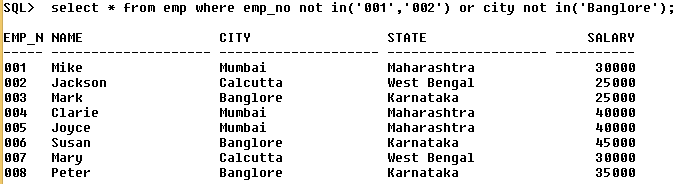 SQL> select * from emp where emp_no not in('001','002') or city not in('Banglore');
EMP_N NAME CITY STATE SALARY
----- -------------------- -------------------- -------------------- ----------
001 Mike Mumbai Maharashtra 30000
002 Jackson Calcutta West Bengal 25000
003 Mark Banglore Karnataka 25000
004 Clarie Mumbai Maharashtra 40000
005 Joyce Mumbai Maharashtra 40000
006 Susan Banglore Karnataka 45000
007 Mary Calcutta West Bengal 30000
008 Peter Banglore Karnataka 35000